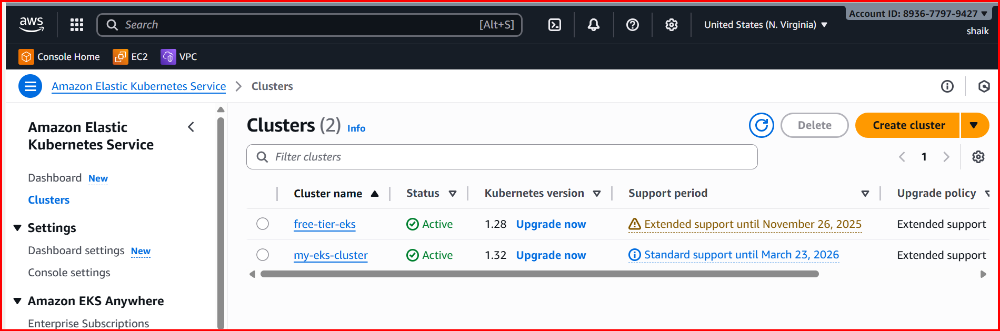 aws
Search [Alt+S]
United States (N. Virginia)
Account ID: 8936-7797-9427
shaik
Console Home EC2 VPC
Amazon Elastic Kubernetes Service Clusters
Amazon Elastic
Kubernetes Service
Dashboard New
Clusters
Settings
Dashboard settings New
Console settings
Amazon EKS Anywhere
Enterprise Subscriptions
Clusters (2) Info
Delete
Create cluster
Filter clusters
1
Cluster name Status Kubernetes version Support period Upgrade policy
free-tier-eks Active 1.28 Upgrade now Extended support until November 26, 2025 Extended support
my-eks-cluster Active 1.32 Upgrade now Standard support until March 23, 2026 Extended support